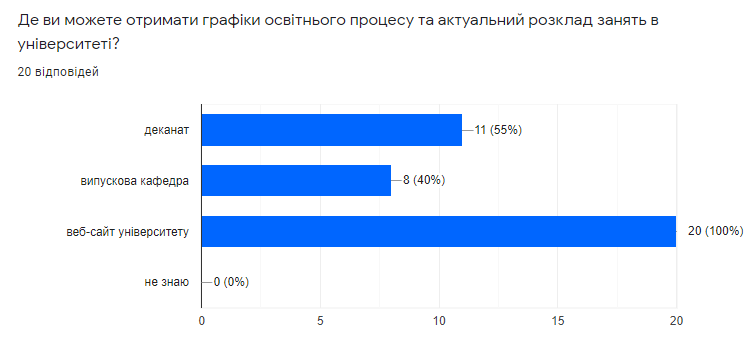 Де ви можете отримати графіки освітнього процесу та актуальний розклад занять в
університеті?
20 відповідей
деканат
11 (55%)
випускова кафедра
8 (40%)
веб-сайт університету
20 (100%)
не знаю
0 (0%)
0 5 10 15 20